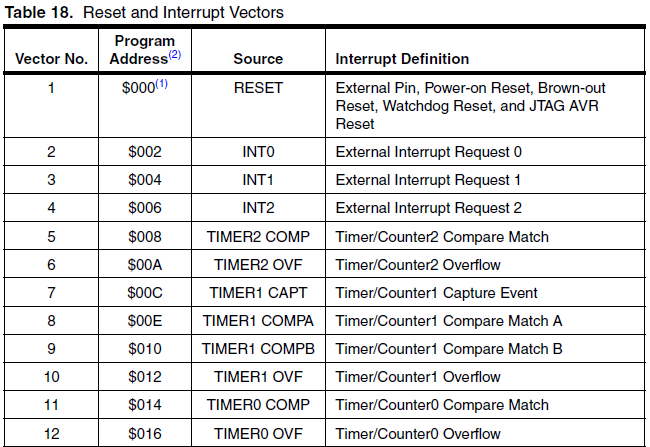 Table 18. Reset and Interrupt Vectors
Vector No. Program Address(2) Source Interrupt Definition
1 $000(1) RESET External Pin, Power-on Reset, Brown-out
Reset, Watchdog Reset, and JTAG AVR
Reset
2 $002 INT0 External Interrupt Request 0
3 $004 INT1 External Interrupt Request 1
4 $006 INT2 External Interrupt Request 2
5 $008 TIMER2 COMP Timer/Counter2 Compare Match
6 $00A TIMER2 OVF Timer/Counter2 Overflow
7 $00C TIMER1 CAPT Timer/Counter1 Capture Event
8 $00E TIMER1 COMPA Timer/Counter1 Compare Match A
9 $010 TIMER1 COMPB Timer/Counter1 Compare Match B
10 $012 TIMER1 OVF Timer/Counter1 Overflow
11 $014 TIMER0 COMP Timer/Counter0 Compare Match
12 $016 TIMER0 OVF Timer/Counter0 Overflow